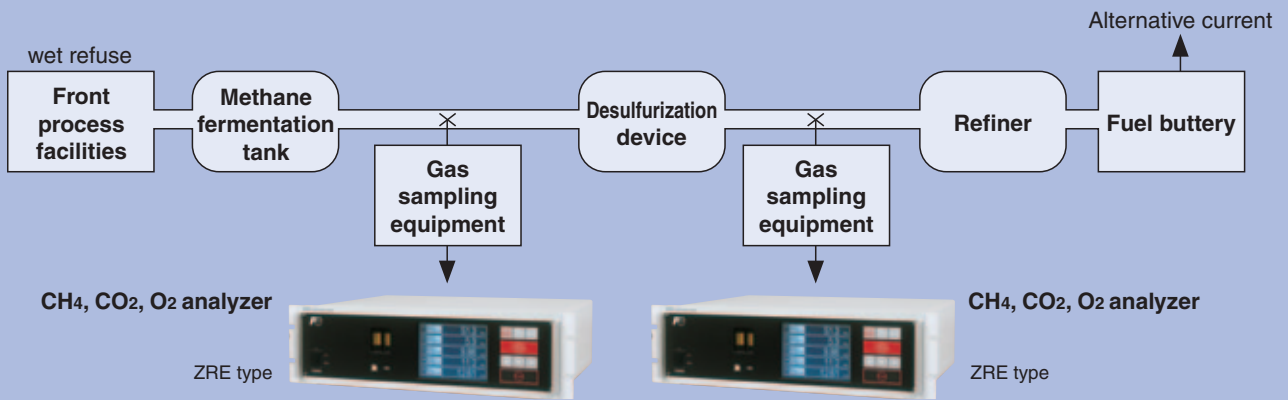 Alternative current
wet refuse
Front
process
facilities
Methane
fermentation
tank
Desulfurization
device
Refiner
Fuel buttery
Gas
sampling
equipment
Gas
sampling
equipment
CH4, CO2, O2 analyzer
CH4, CO2, O2 analyzer
ZRE type
ZRE type